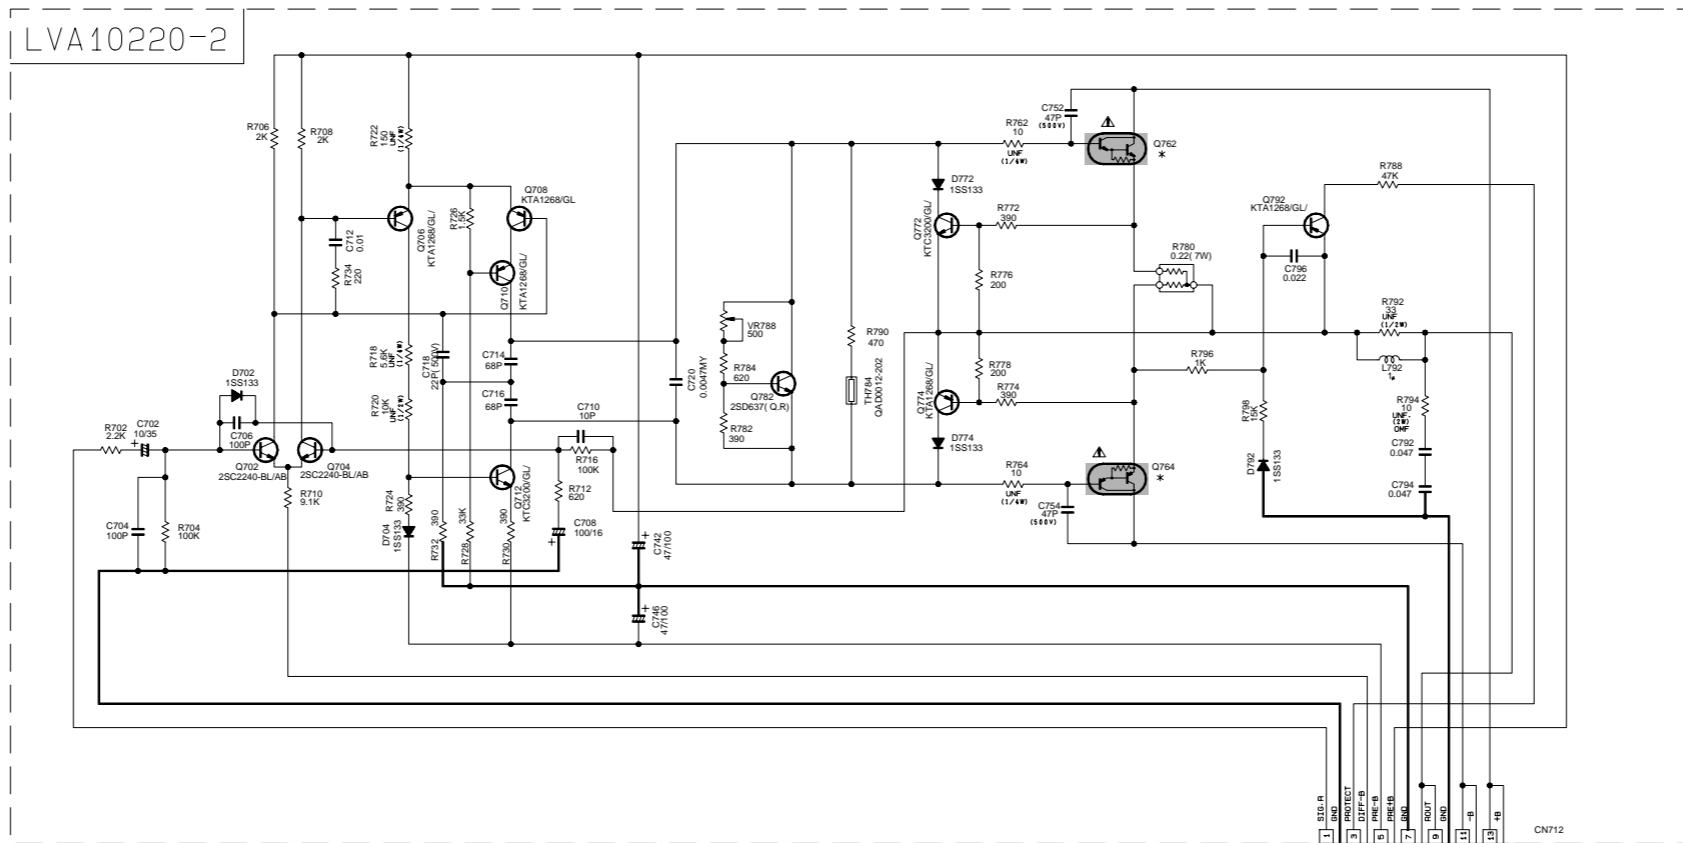 LVA10220-2
R706
2K
R708
2K
R722
150
UNF
(1/4W)
Q708
KTA1268/GL
R726
1.5K
Q706
KTA1268/GL/
C712
0.01
R734
220
Q710
KTA1268/GL/
R718
5.6K
UNF
(1/4W)
C718
22P(500V)
C714
68P
C716
68P
R720
10K
UNF
(1/2W)
D702
1SS133
R702
2.2K
C702
10/35
+
C706
100P
Q702
2SC2240-BL/AB
Q704
2SC2240-BL/AB
R710
9.1K
C704
100P
R704
100K
R724
390
D704
1SS133
R732
390
R728
33K
R730
390
Q712
KTC3200/GL/
C710
10P
R716
100K
R712
620
C708
100/16
+
C742
47/100
+
C746
47/100
+
C720
0.0047MY
VR788
500
R784
620
Q782
2SD637( Q.R)
R782
390
R790
470
TH784
QAD0012-202
D772
1SS133
Q772
KTC3200/GL/
R772
390
R776
200
R778
200
R774
390
Q774
KTA1268/GL/
D774
1SS133
R762
10
UNF
(1/4W)
C752
47P
(500V)
Q762
*
R764
10
UNF
(1/4W)
C754
47P
(500V)
Q764
*
R780
0.22( 7W)
Q792
KTA1268/GL/
C796
0.022
R788
47K
R796
1K
R798
15K
D792
1SS133
R792
33
UNF
(1/2W)
L792
R794
10
UNF.
(2W)
OMF
C792
0.047
C794
0.047
SIG.R
GND
PROTECT
DIFF-B
PRE-B
PRE+B
GND
ROUT
GND
-B
+B
1
3
5
7
9
11
13
CN712